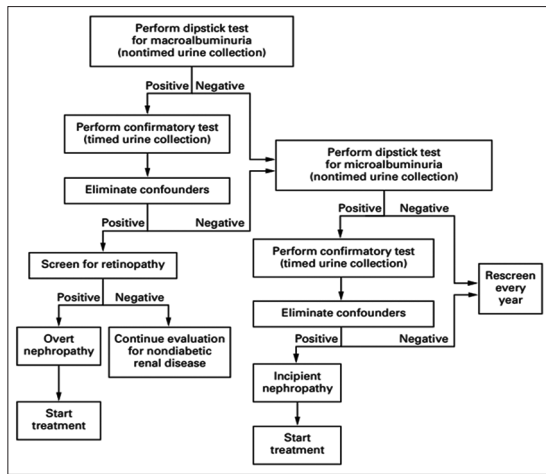 Perform dipstick test
for macroalbuminuria
(nontimed urine collection)
Positive Negative
Perform confirmatory test
(timed urine collection)
Eliminate confounders
Positive Negative
Screen for retinopathy
Positive Negative
Overt
nephropathy
Start
treatment
Continue evaluation
for nondiabetic
renal disease
Perform dipstick test
for microalbuminuria
(nontimed urine collection)
Positive Negative
Perform confirmatory test
(timed urine collection)
Eliminate confounders
Positive Negative
Incipient
nephropathy
Start
treatment
Rescreen
every
year